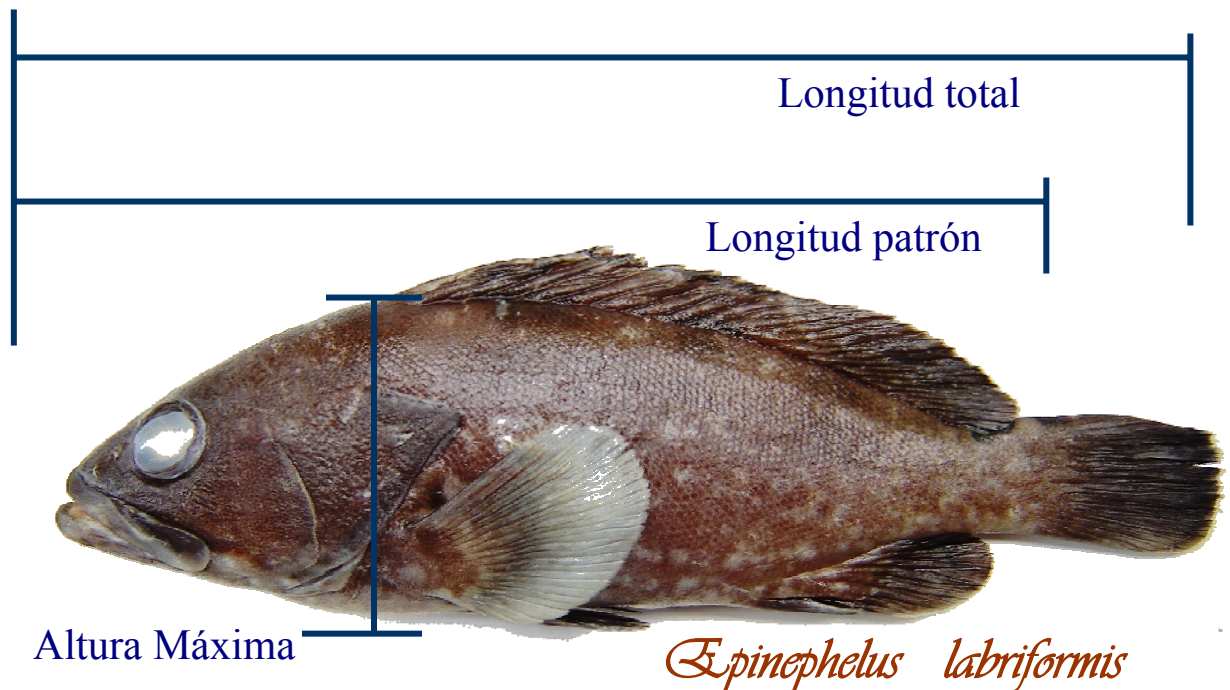 Longitud total
Longitud patrón
Altura Máxima
Epinephelus labriformis